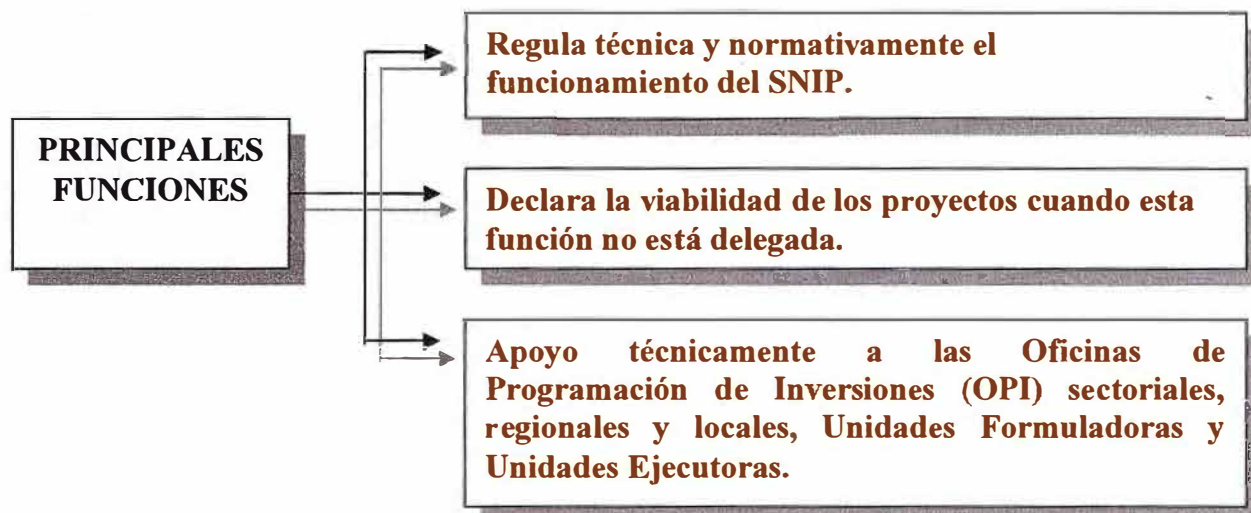 PRINCIPALES
FUNCIONES
Regula técnica y normativamente el
funcionamiento del SNIP.
Declara la viabilidad de los proyectos cuando esta
función no está delegada.
Apoyo técnicamente a las Oficinas de
Programación de Inversiones (OPI) sectoriales,
regionales y locales, Unidades Formuladoras y
Unidades Ejecutoras.